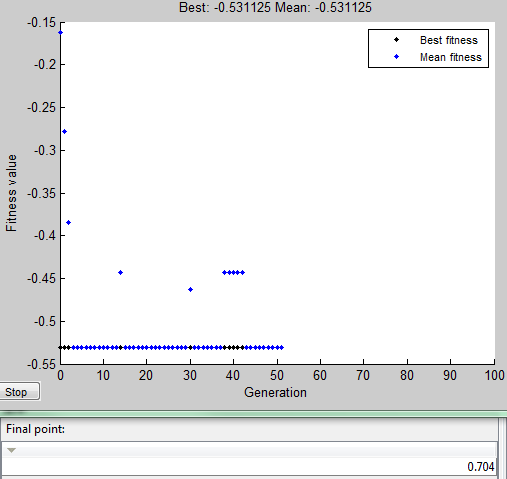 Best: -0.531125 Mean: -0.531125
Best fitness
Mean fitness
Fitness value
-0.15
-0.2
-0.25
-0.3
-0.35
-0.4
-0.45
-0.5
-0.55
0 10 20 30 40 50 60 70 80 90 100
Generation
Stop
Final point:
0.704